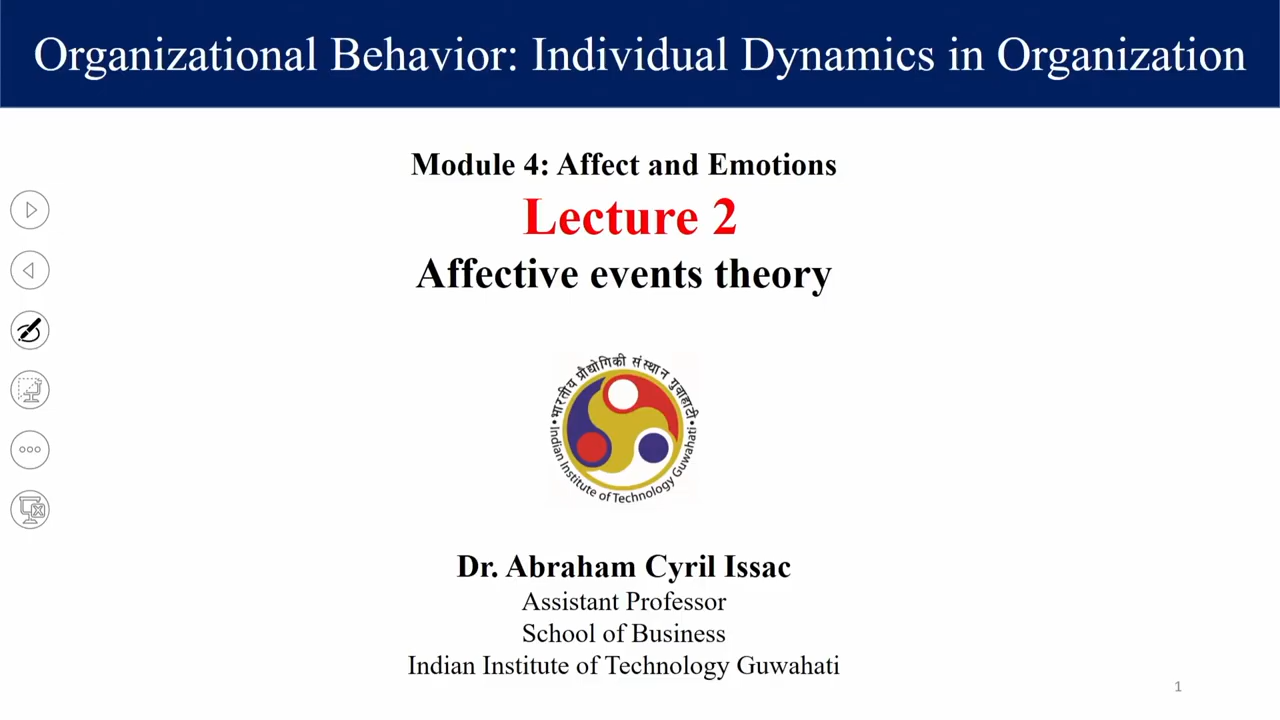 Organizational Behavior: Individual Dynamics in Organization
Module 4: Affect and Emotions
Lecture 2
Affective events theory
भारतीय प्रौद्योगिकी संस्थान गुवाहाटी
Indian Institute of Technology Guwahati
Dr. Abraham Cyril Issac
Assistant Professor
School of Business
Indian Institute of Technology Guwahati
1